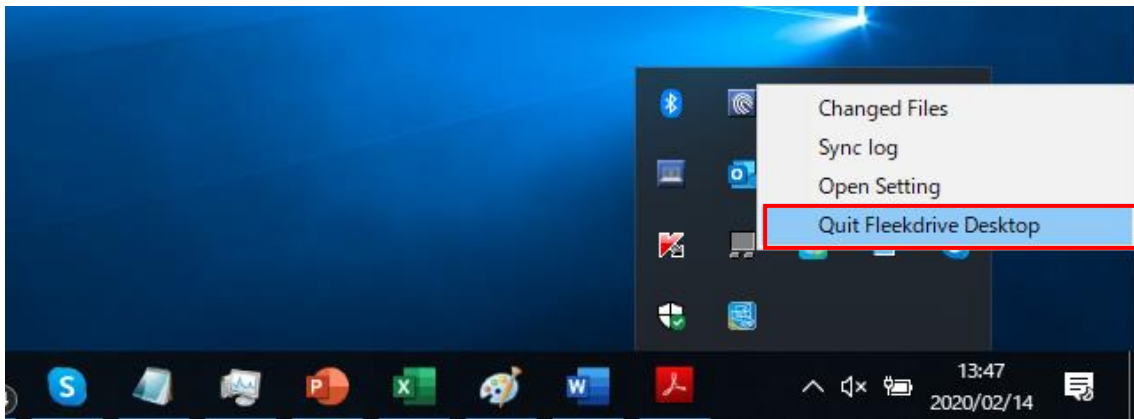 Changed Files
Sync log
Open Setting
Quit Fleekdrive Desktop
13:47
2020/02/14